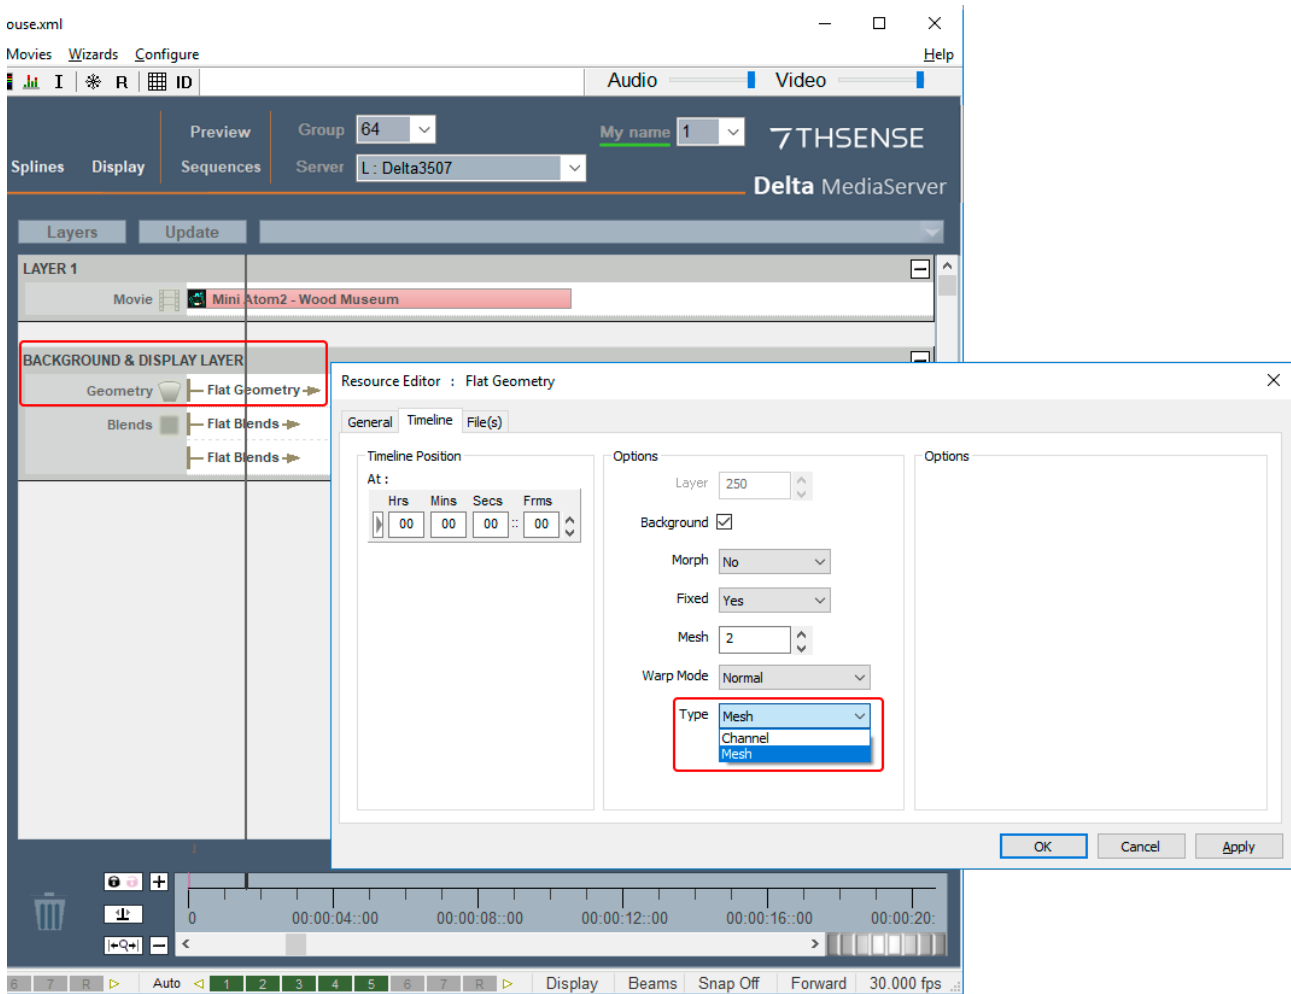 ouse.xml
Movies Wizards Configure Help
I R ID Audio Video
Preview Group 64 My name 1 7THSENSE
Splines Display Sequences Server L : Delta3507
Delta MediaServer
Layers Update
LAYER 1
Movie Mini Atom2 - Wood Museum
BACKGROUND & DISPLAY LAYER
Geometry Flat Geometry
Blends Flat Blends
Flat Blends
Resource Editor : Flat Geometry
General Timeline File(s)
Timeline Position
At :
Hrs Mins Secs Frms
00 00 00 :: 00
Options
Layer 250
Background
Morph No
Fixed Yes
Mesh 2
Warp Mode Normal
Type Mesh
Channel
Mesh
Options
OK Cancel Apply
0 00:00:04::00 00:00:08::00 00:00:12::00 00:00:16::00 00:00:20:
6 7 R Auto 1 2 3 4 5 6 7 R Display Beams Snap Off Forward 30.000 fps